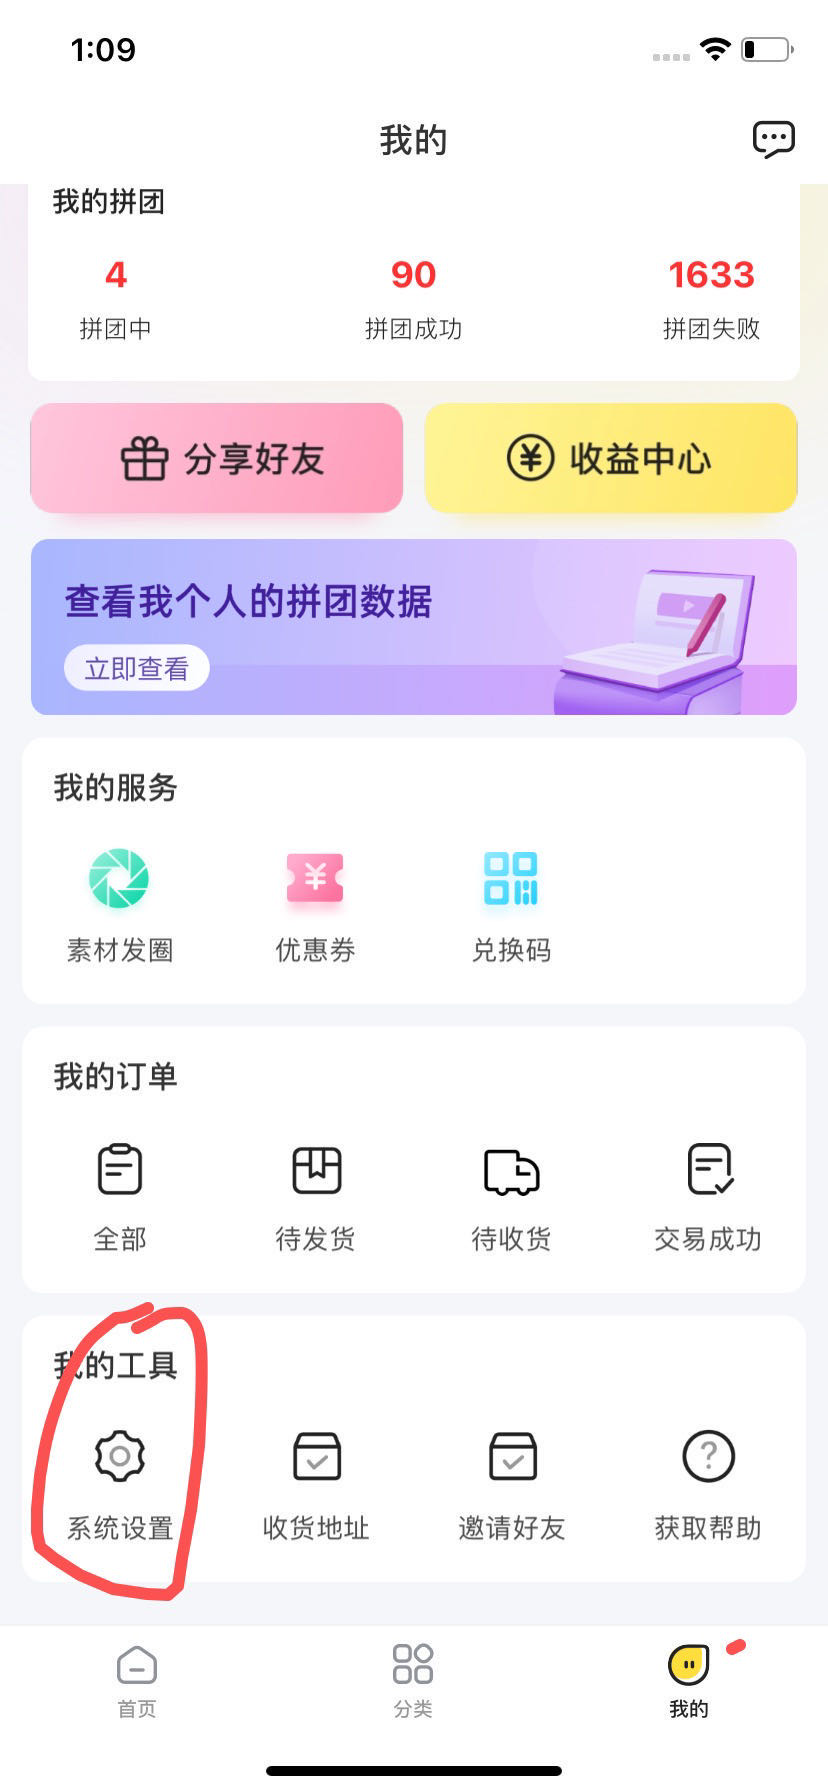 1:09
我的
我的拼团
4 90 1633
拼团中 拼团成功 拼团失败
分享好友 收益中心
查看我个人的拼团数据
立即查看
我的服务
素材发圈 优惠券 兑换码
我的订单
全部 待发货 待收货 交易成功
我的工具
系统设置 收货地址 邀请好友 获取帮助
首页 分类 我的